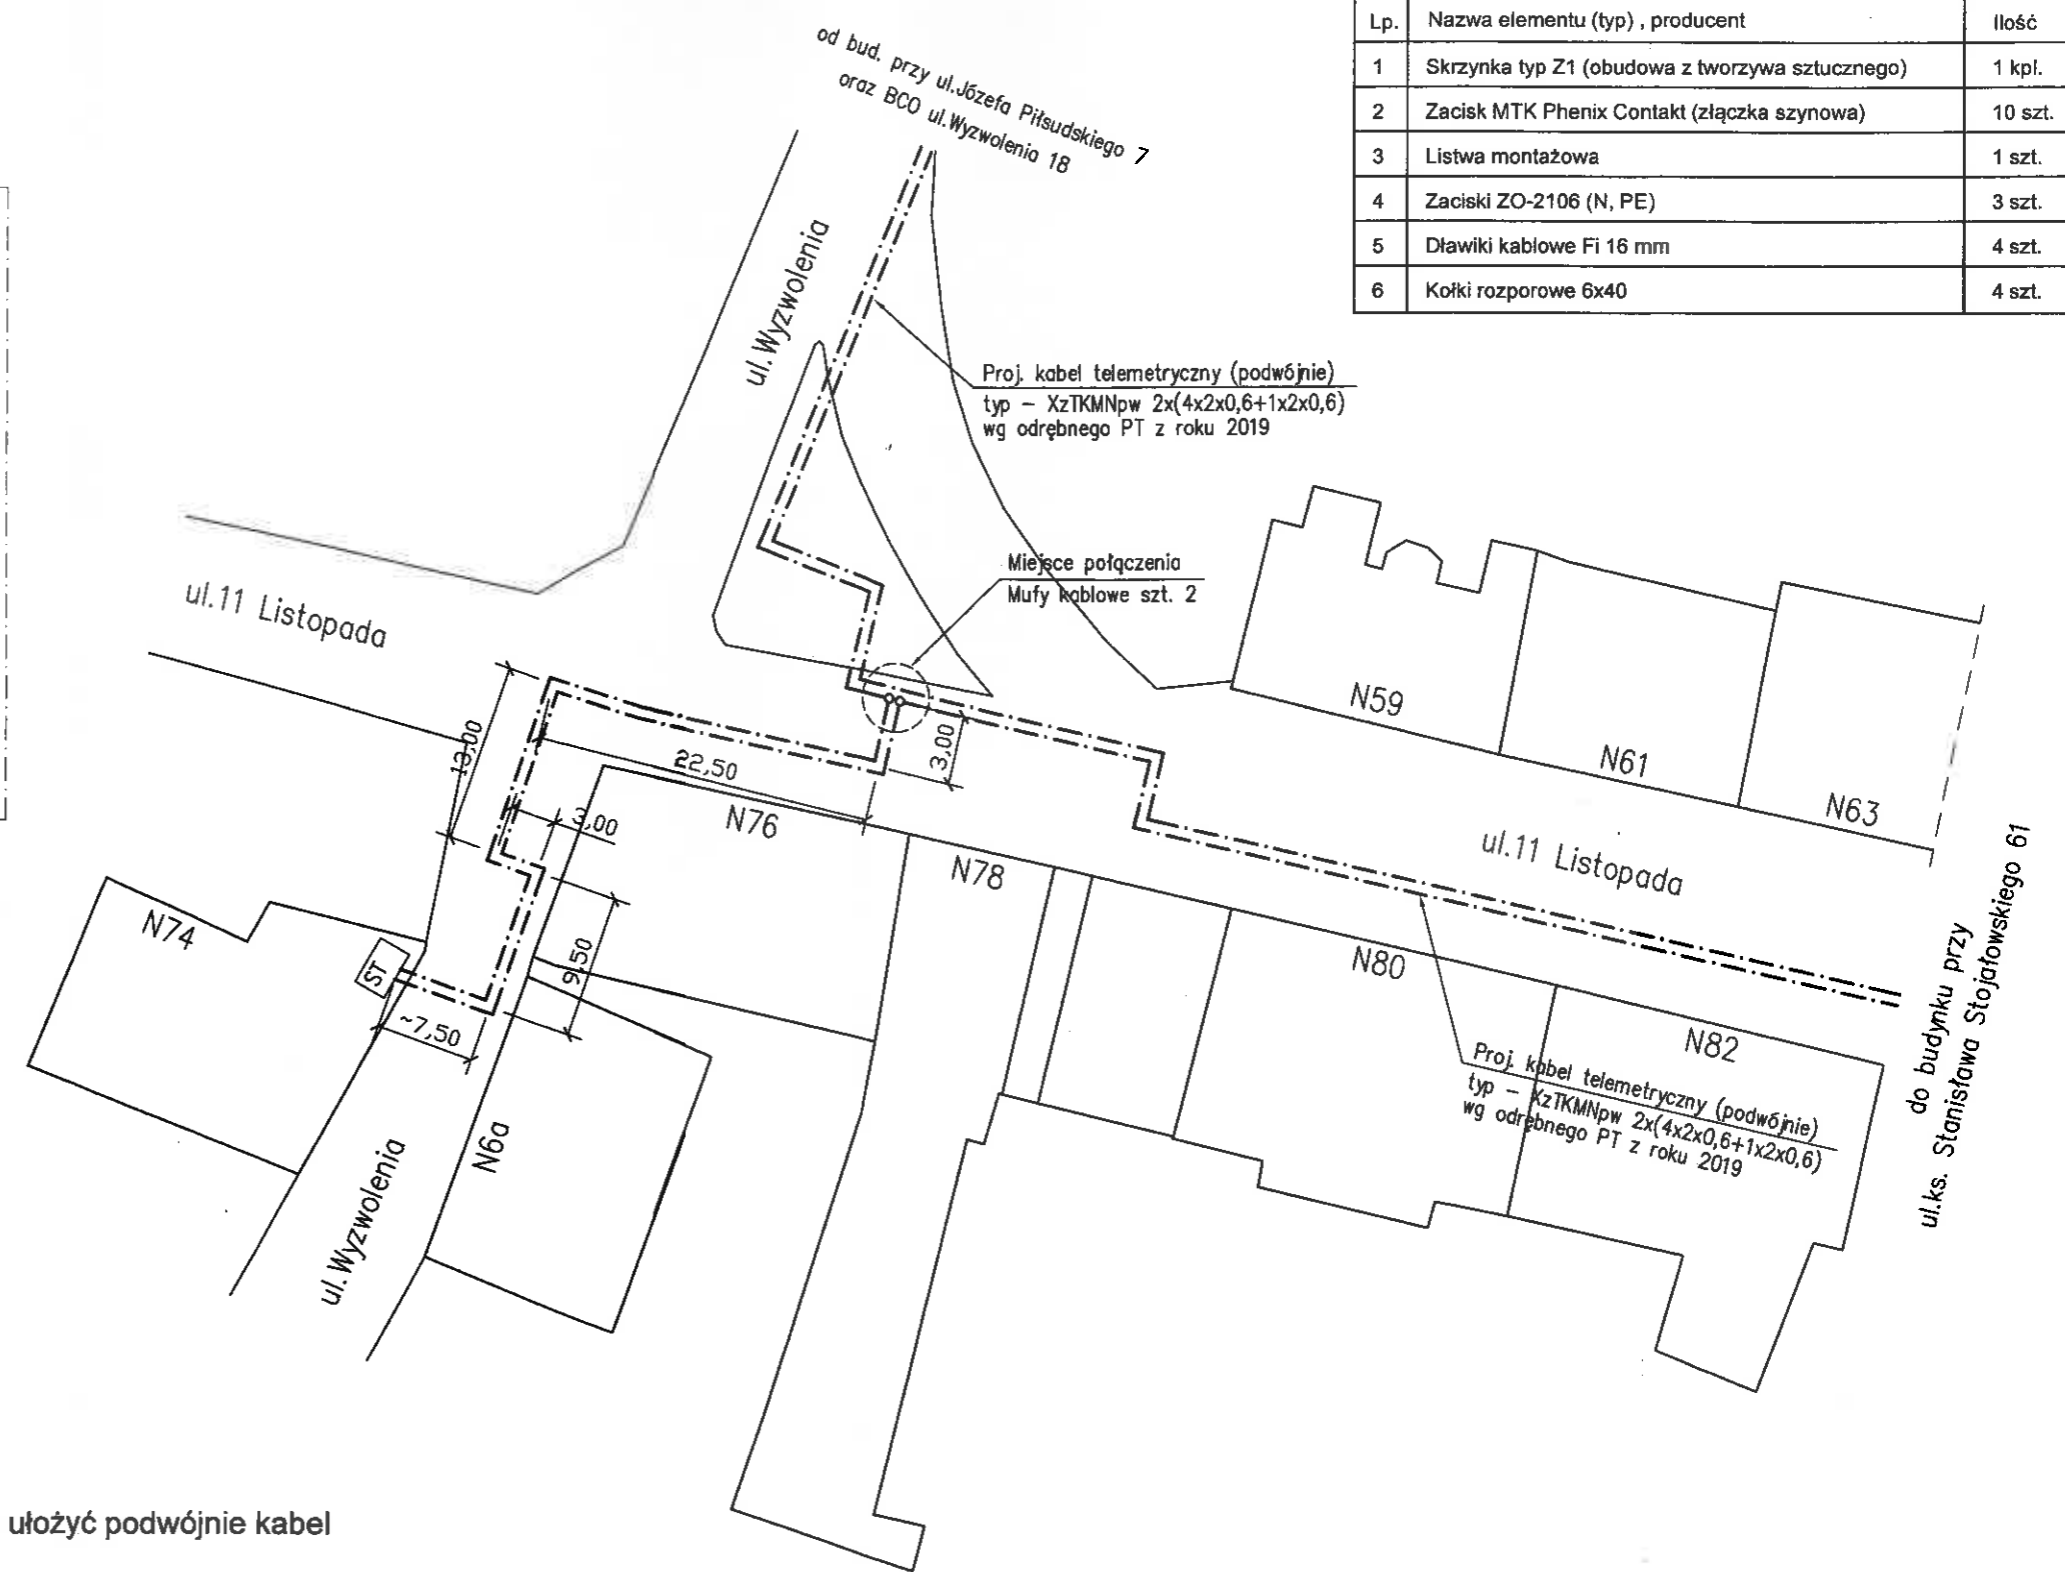 Lp. Nazwa elementu (typ) , producent Ilość
1 Skrzynka typ Z1 (obudowa z tworzywa sztucznego) 1 kpl.
2 Zacisk MTK Phenix Contakt (złączka szynowa) 10 szt.
3 Listwa montażowa 1 szt.
4 Zaciski ZO-2106 (N, PE) 3 szt.
5 Dławiki kablowe Fi 16 mm 4 szt.
6 Kołki rozporowe 6x40 4 szt.
od bud. przy ul.Józefa Piłsudskiego 7
oraz BCO ul.Wyzwolenia 18
ul.Wyzwolenia
Proj. kabel telemetryczny (podwójnie)
typ – XzTKMNpw 2x(4x2x0,6+1x2x0,6)
wg odrębnego PT z roku 2019
Miejsce połączenia
Mufy kablowe szt. 2
ul.11 Listopada
13,00
22,50
3,00
3,00
9,50
~7,50
ST
N74
N76
N78
N59
N61
N63
ul.11 Listopada
N80
N82
N6a
ul.Wyzwolenia
Proj. kabel telemetryczny (podwójnie)
typ – XzTKMNpw 2x(4x2x0,6+1x2x0,6)
wg odrębnego PT z roku 2019
do budynku przy
ul.ks. Stanisława Stojałowskiego 61
ułożyć podwójnie kabel